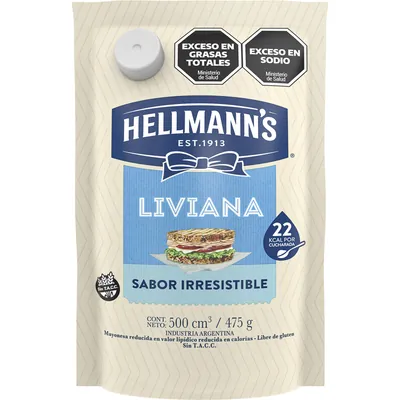 EXCESO EN
GRASAS
TOTALES
Ministerio
de Salud
EXCESO EN
SODIO
Ministerio
de Salud
HELLMANN'S
EST.1913
®
LIVIANA
22
KCAL POR
CUCHARADA
SABOR IRRESISTIBLE
Sin T.A.C.C.
CONT.
NETO: 500 cm³ / 475 g
INDUSTRIA ARGENTINA
Mayonesa reducida en valor lipídico reducida en calorías - Libre de gluten
Sin T.A.C.C.